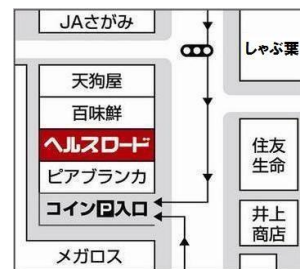 JAさがみ
しゃぶ葉
天狗屋
百味鮮
ヘルスロード
ピアブランカ
コインP入口
メガロス
住友
生命
井上
商店